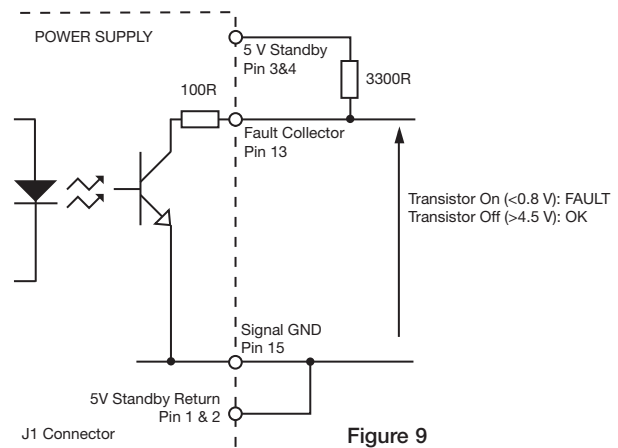 POWER SUPPLY
5 V Standby
Pin 3&4
3300R
100R
Fault Collector
Pin 13
Transistor On (<0.8 V): FAULT
Transistor Off (>4.5 V): OK
Signal GND
Pin 15
5V Standby Return
Pin 1 & 2
J1 Connector
Figure 9